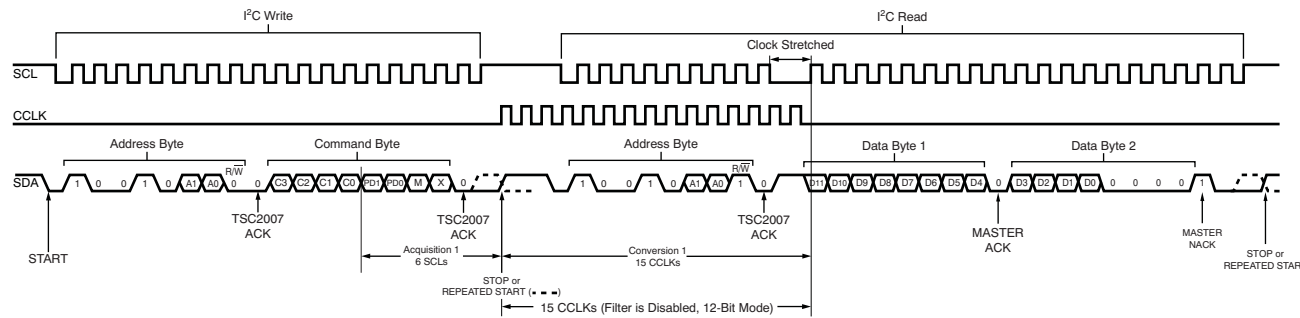 I²C Write
I²C Read
Clock Stretched
SCL
CCLK
Address Byte
Command Byte
Address Byte
Data Byte 1
Data Byte 2
R/W̅
R/W̅
SDA
1 0 0 1 0 A1 A0 0 0 C3 C2 C1 C0 PD1 PD0 M X 0 1 0 0 1 0 A1 A0 1 0 D11 D10 D9 D8 D7 D6 D5 D4 0 D3 D2 D1 D0 0 0 0 0 1
START
TSC2007
ACK
TSC2007
ACK
TSC2007
ACK
MASTER
ACK
MASTER
NACK
STOP or
REPEATED START
Acquisition 1
6 SCLs
Conversion 1
15 CCLKs
STOP or
REPEATED START (- - -)
15 CCLKs (Filter is Disabled, 12-Bit Mode)